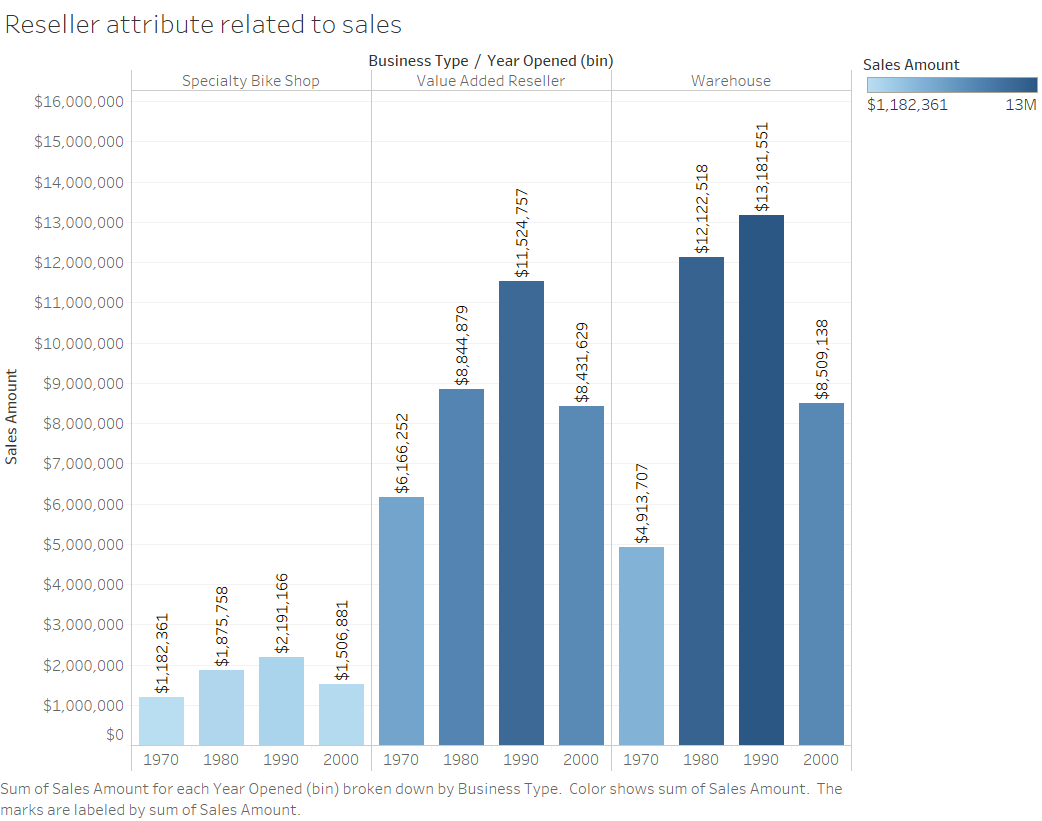 Reseller attribute related to sales
Business Type / Year Opened (bin)
Specialty Bike Shop
Value Added Reseller
Warehouse
Sales Amount
$1,182,361
13M
Sales Amount
$16,000,000
$15,000,000
$14,000,000
$13,000,000
$12,000,000
$11,000,000
$10,000,000
$9,000,000
$8,000,000
$7,000,000
$6,000,000
$5,000,000
$4,000,000
$3,000,000
$2,000,000
$1,000,000
$0
$1,182,361
$1,875,758
$2,191,166
$1,506,881
$6,166,252
$8,844,879
$11,524,757
$8,431,629
$4,913,707
$12,122,518
$13,181,551
$8,509,138
1970 1980 1990 2000 1970 1980 1990 2000 1970 1980 1990 2000
Sum of Sales Amount for each Year Opened (bin) broken down by Business Type.  Color shows sum of Sales Amount.  The
marks are labeled by sum of Sales Amount.